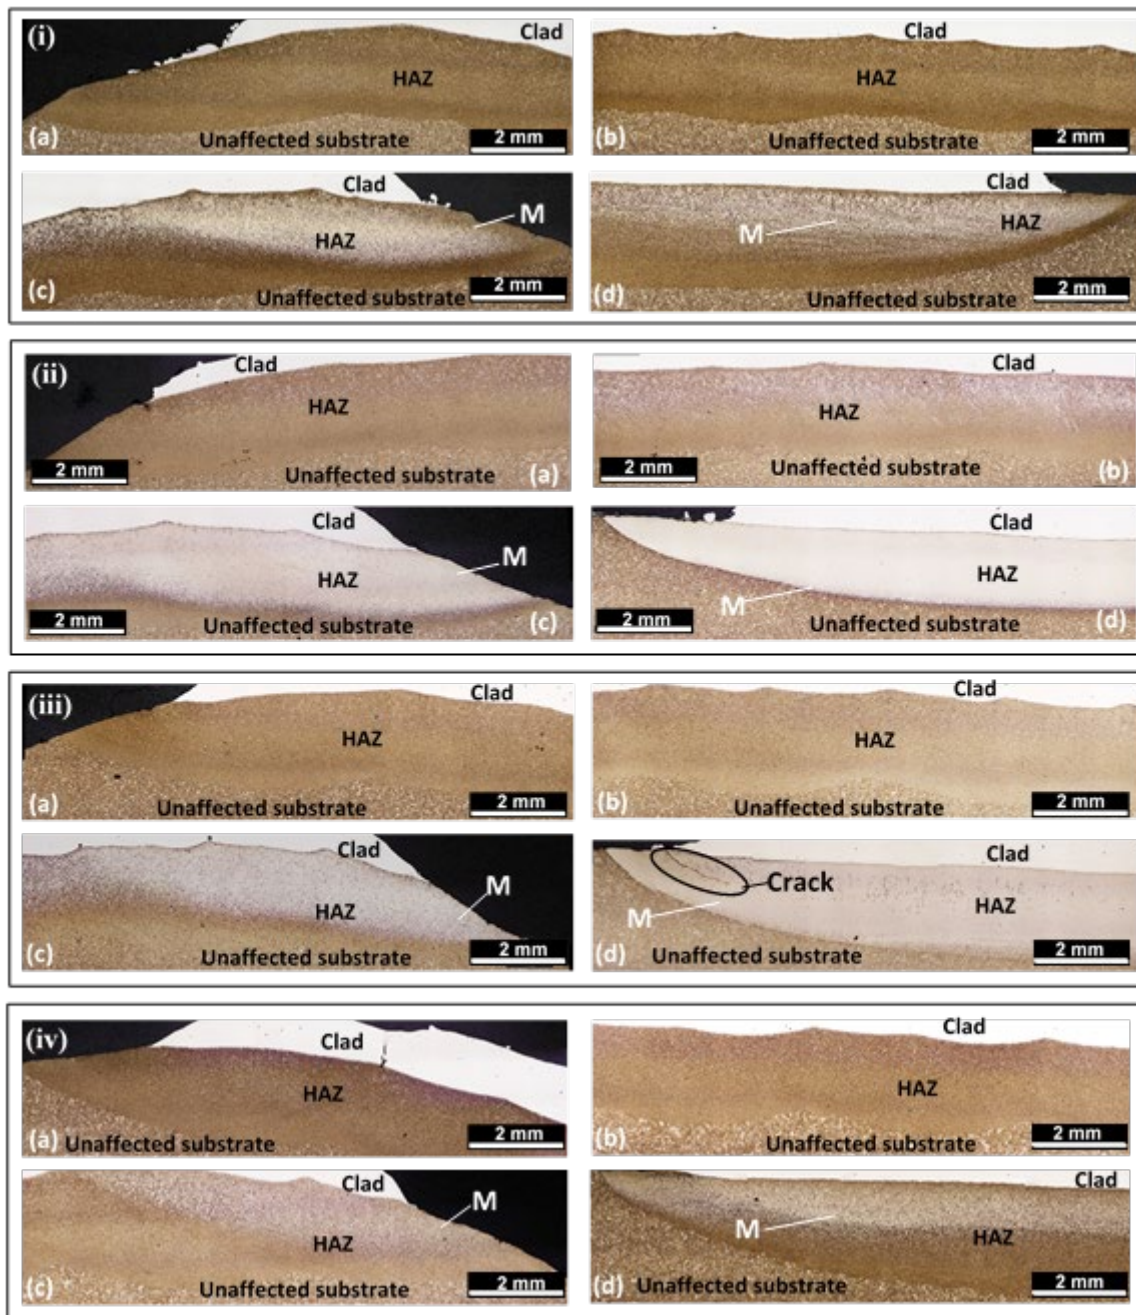 (i)
Clad
HAZ
Unaffected substrate
(a)
2 mm
Clad
HAZ
Unaffected substrate
(b)
2 mm
Clad
M
HAZ
(c)
Unaffected substrate
2 mm
Clad
M
HAZ
(d)
Unaffected substrate
2 mm
(ii)
Clad
HAZ
2 mm
Unaffected substrate
(a)
Clad
HAZ
2 mm
Unaffected substrate
(b)
Clad
M
HAZ
2 mm
Unaffected substrate
(c)
Clad
HAZ
M
2 mm
Unaffected substrate
(d)
(iii)
Clad
HAZ
(a)
Unaffected substrate
2 mm
Clad
HAZ
(b)
Unaffected substrate
2 mm
Clad
M
HAZ
(c)
Unaffected substrate
2 mm
Clad
Crack
M
HAZ
(d)
Unaffected substrate
2 mm
(iv)
Clad
HAZ
(a)
Unaffected substrate
2 mm
Clad
HAZ
(b)
Unaffected substrate
2 mm
Clad
M
HAZ
(c)
Unaffected substrate
2 mm
Clad
M
HAZ
(d)
Unaffected substrate
2 mm